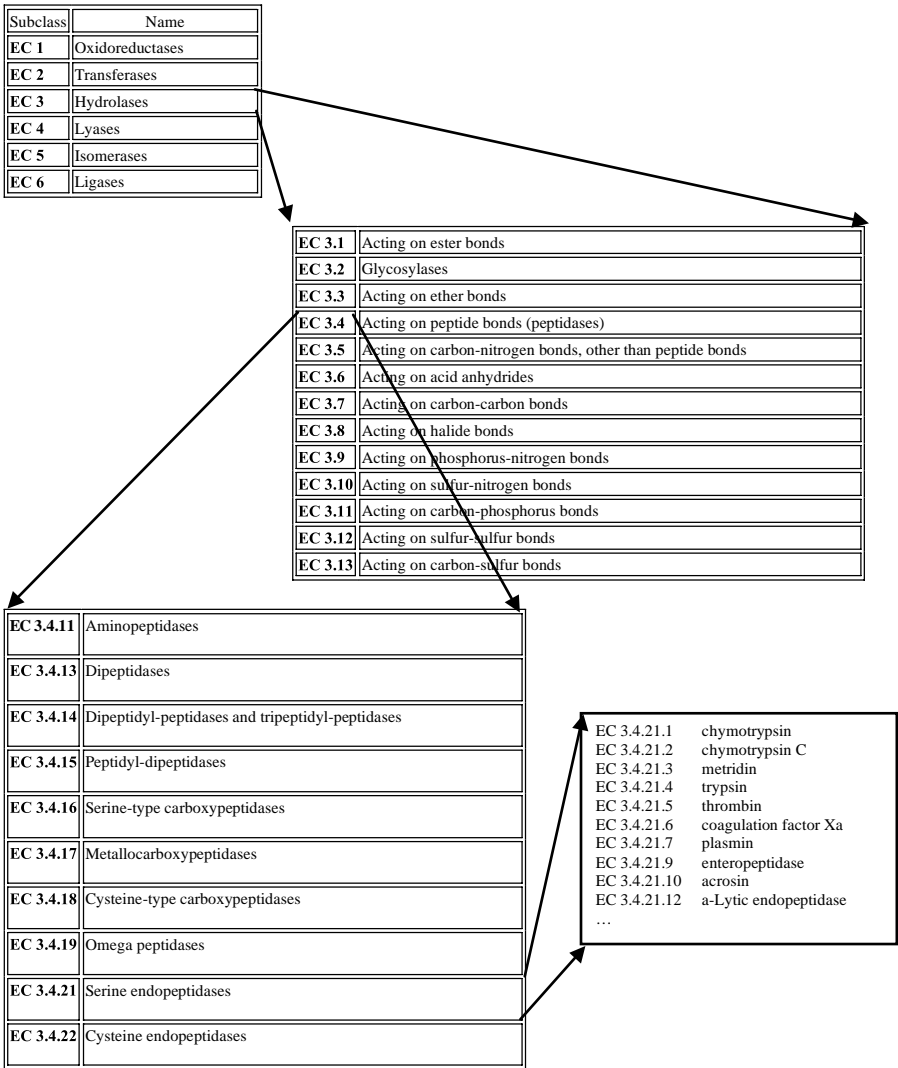 Subclass Name
EC 1 Oxidoreductases
EC 2 Transferases
EC 3 Hydrolases
EC 4 Lyases
EC 5 Isomerases
EC 6 Ligases
EC 3.1 Acting on ester bonds
EC 3.2 Glycosylases
EC 3.3 Acting on ether bonds
EC 3.4 Acting on peptide bonds (peptidases)
EC 3.5 Acting on carbon-nitrogen bonds, other than peptide bonds
EC 3.6 Acting on acid anhydrides
EC 3.7 Acting on carbon-carbon bonds
EC 3.8 Acting on halide bonds
EC 3.9 Acting on phosphorus-nitrogen bonds
EC 3.10 Acting on sulfur-nitrogen bonds
EC 3.11 Acting on carbon-phosphorus bonds
EC 3.12 Acting on sulfur-sulfur bonds
EC 3.13 Acting on carbon-sulfur bonds
EC 3.4.11 Aminopeptidases
EC 3.4.13 Dipeptidases
EC 3.4.14 Dipeptidyl-peptidases and tripeptidyl-peptidases
EC 3.4.15 Peptidyl-dipeptidases
EC 3.4.16 Serine-type carboxypeptidases
EC 3.4.17 Metallocarboxypeptidases
EC 3.4.18 Cysteine-type carboxypeptidases
EC 3.4.19 Omega peptidases
EC 3.4.21 Serine endopeptidases
EC 3.4.22 Cysteine endopeptidases
EC 3.4.21.1 chymotrypsin
EC 3.4.21.2 chymotrypsin C
EC 3.4.21.3 metridin
EC 3.4.21.4 trypsin
EC 3.4.21.5 thrombin
EC 3.4.21.6 coagulation factor Xa
EC 3.4.21.7 plasmin
EC 3.4.21.9 enteropeptidase
EC 3.4.21.10 acrosin
EC 3.4.21.12 a-Lytic endopeptidase
…